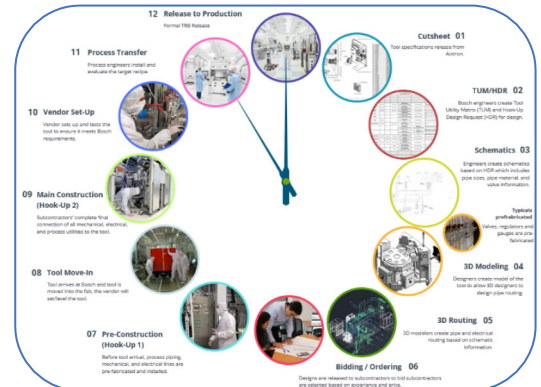 12 Release to Production
Formal TRB Release
Cutsheet 01
Tool specifications release from
Aixtron.
11 Process Transfer
Process engineers install and
evaluate the target recipe.
TUM/HDR 02
Bosch engineers create Tool
Utility Matrix (TUM) and Hook-Up
Design Request (HDR) for design.
10 Vendor Set-Up
Vendor sets up and tests the
tool to ensure it meets Bosch
requirements.
Schematics 03
Engineers create schematics
based on HDR which includes
pipe sizes, pipe material, and
valve information.
09 Main Construction
(Hook-Up 2)
Subcontractors' complete final
connection of all mechanical, electrical,
and process utilities to the tool.
Typicals
prefabricated
Valves, regulators and
gauges are pre-
fabricated
3D Modeling 04
Designers create model of the
tool to allow 3D designers to
design pipe routing.
08 Tool Move-In
Tool arrives at Bosch and tool is
moved into the fab, the vendor will
set/level the tool.
3D Routing 05
3D modelers create pipe and electrical
routing based on schematic
information.
07 Pre-Construction
(Hook-Up 1)
Before tool arrival, process piping,
mechanical, and electrical lines are
pre-fabricated and installed.
Bidding / Ordering 06
Designs are released to subcontractors to bid subcontractors
are selected based on experience and price.